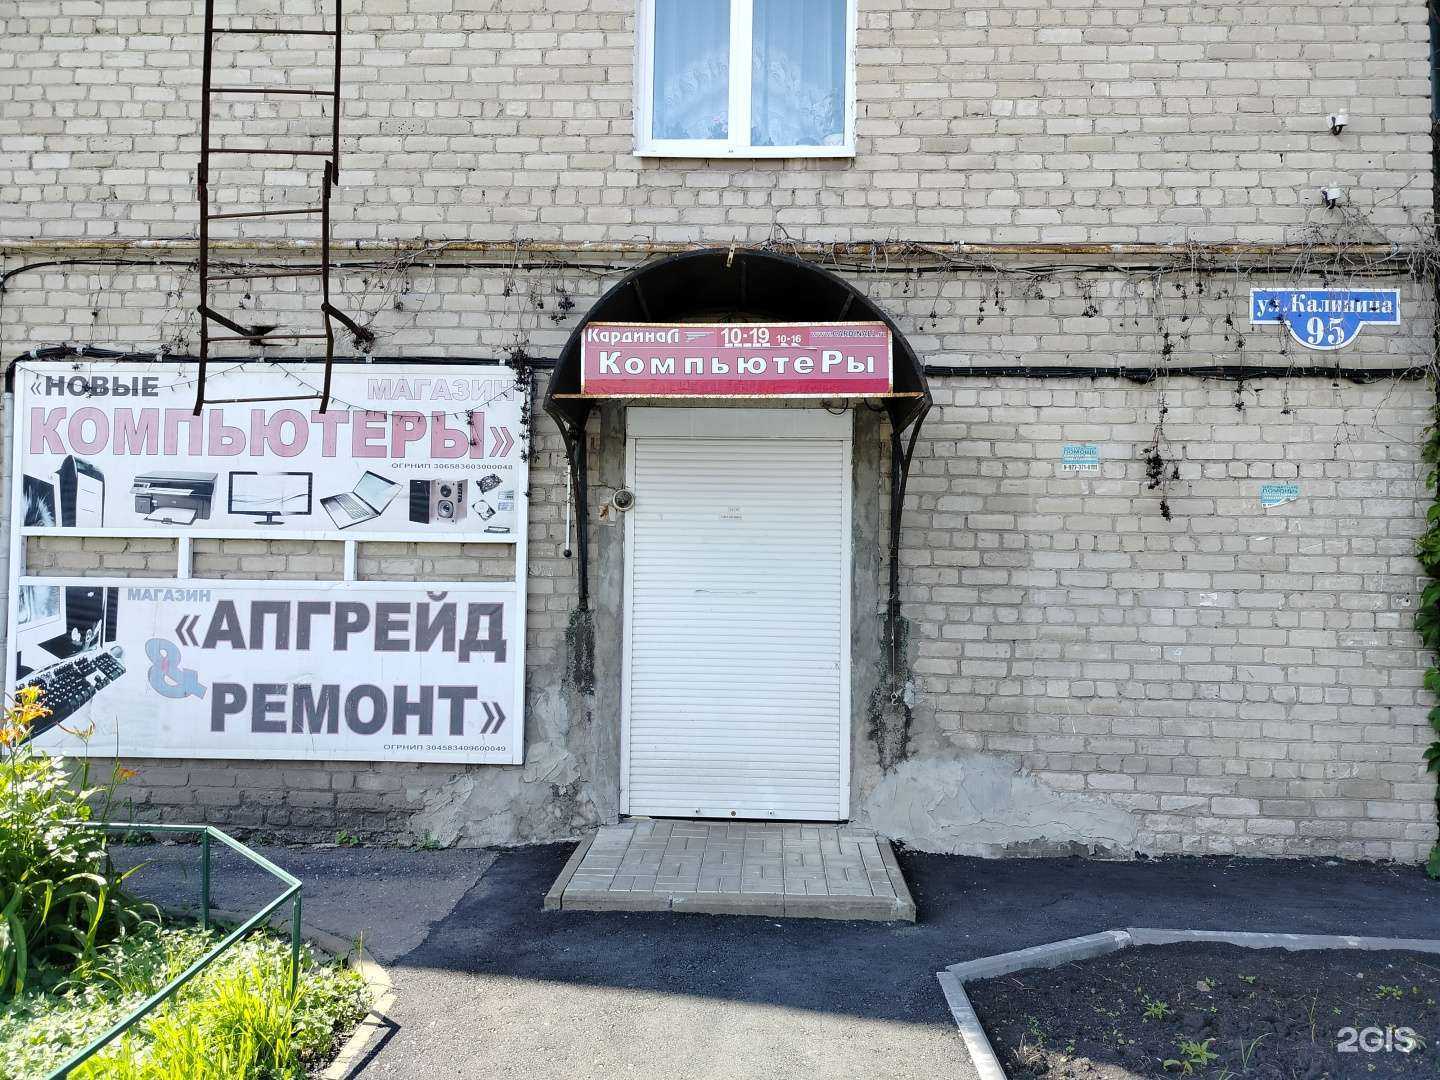 «НОВЫЕ МАГАЗИН
КОМПЬЮТЕРЫ»
ОГРНИП 306583603000048
МАГАЗИН
«АПГРЕЙД
& РЕМОНТ»
ОГРНИП 304583409600049
КардинаЛ 10-19 10-16
КомпьютеРы
ул. Калинина
95
ПОМОЩЬ
2GIS